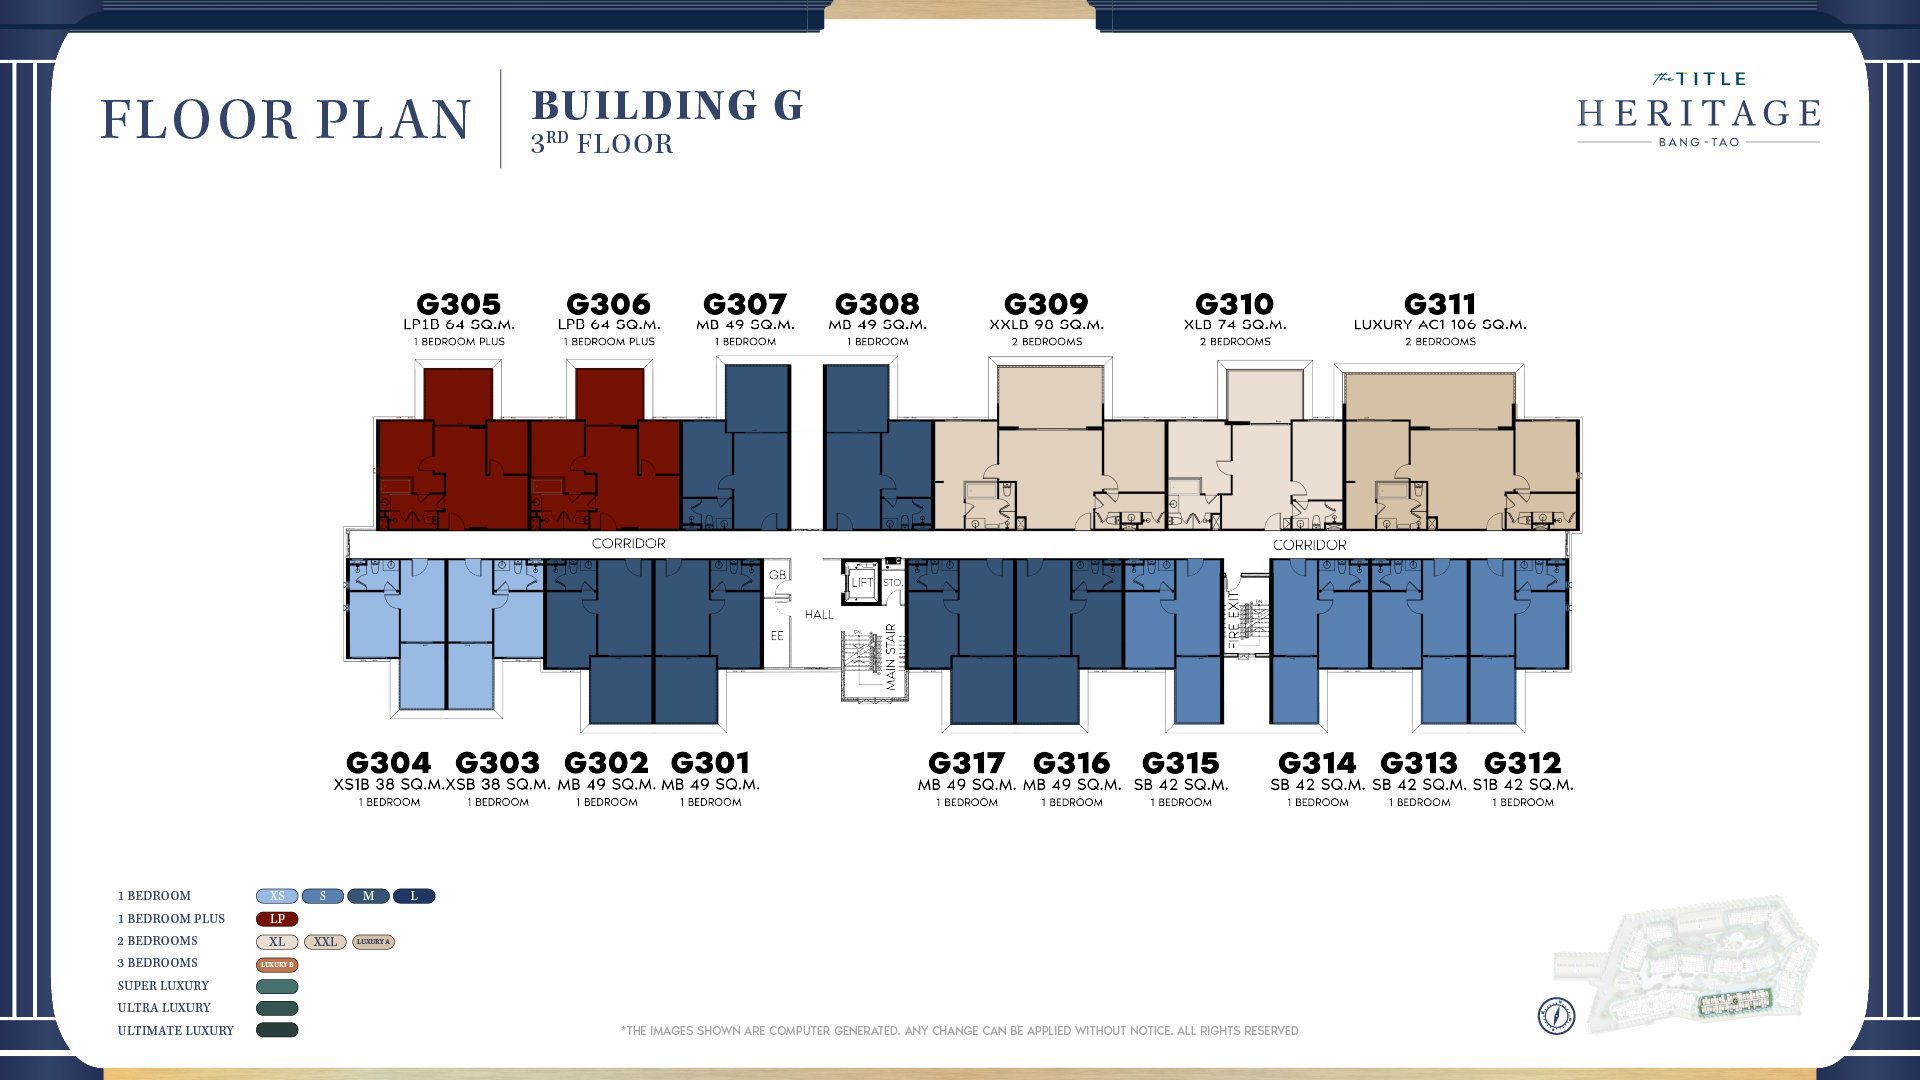 FLOOR PLAN
BUILDING G
3RD FLOOR
the TITLE
HERITAGE
BANG-TAO
G305
LP1B 64 SQ.M.
1 BEDROOM PLUS
G306
LPB 64 SQ.M.
1 BEDROOM PLUS
G307
MB 49 SQ.M.
1 BEDROOM
G308
MB 49 SQ.M.
1 BEDROOM
G309
XXLB 98 SQ.M.
2 BEDROOMS
G310
XLB 74 SQ.M.
2 BEDROOMS
G311
LUXURY AC1 106 SQ.M.
2 BEDROOMS
CORRIDOR
CORRIDOR
GB
EE
HALL
LIFT
STO.
MAIN STAIR
DN.
FIRE EXIT
DN.
G304
XS1B 38 SQ.M.
1 BEDROOM
G303
XSB 38 SQ.M.
1 BEDROOM
G302
MB 49 SQ.M.
1 BEDROOM
G301
MB 49 SQ.M.
1 BEDROOM
G317
MB 49 SQ.M.
1 BEDROOM
G316
MB 49 SQ.M.
1 BEDROOM
G315
SB 42 SQ.M.
1 BEDROOM
G314
SB 42 SQ.M.
1 BEDROOM
G313
SB 42 SQ.M.
1 BEDROOM
G312
S1B 42 SQ.M.
1 BEDROOM
1 BEDROOM XS S M L
1 BEDROOM PLUS LP
2 BEDROOMS XL XXL LUXURY A
3 BEDROOMS LUXURY B
SUPER LUXURY
ULTRA LUXURY
ULTIMATE LUXURY
*THE IMAGES SHOWN ARE COMPUTER GENERATED. ANY CHANGE CAN BE APPLIED WITHOUT NOTICE. ALL RIGHTS RESERVED